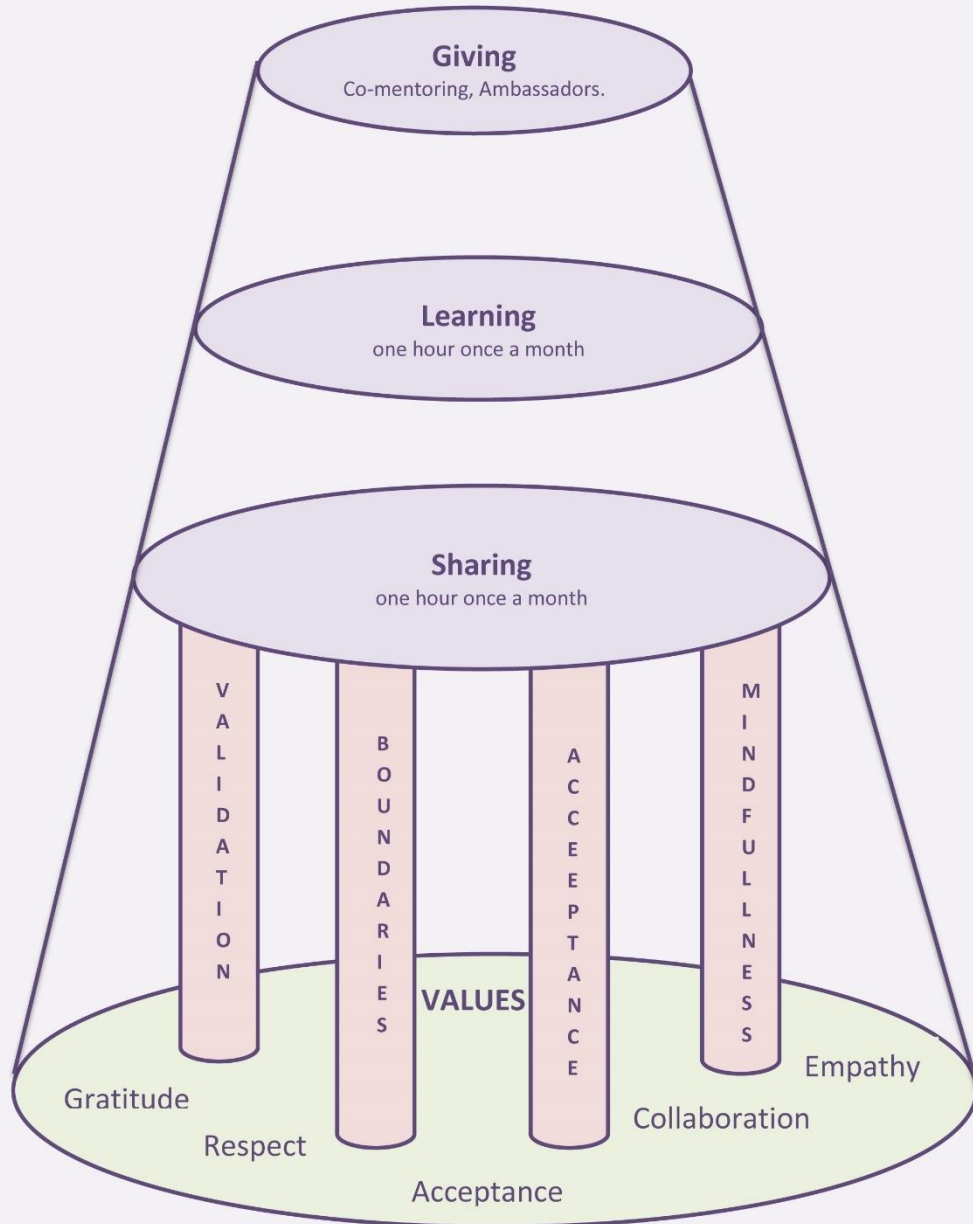 Giving
Co-mentoring, Ambassadors.
Learning
one hour once a month
Sharing
one hour once a month
VALIDATION
BOUNDARIES
ACCEEPTANCE
MINDFULLNESS
VALUES
Gratitude
Respect
Acceptance
Collaboration
Empathy